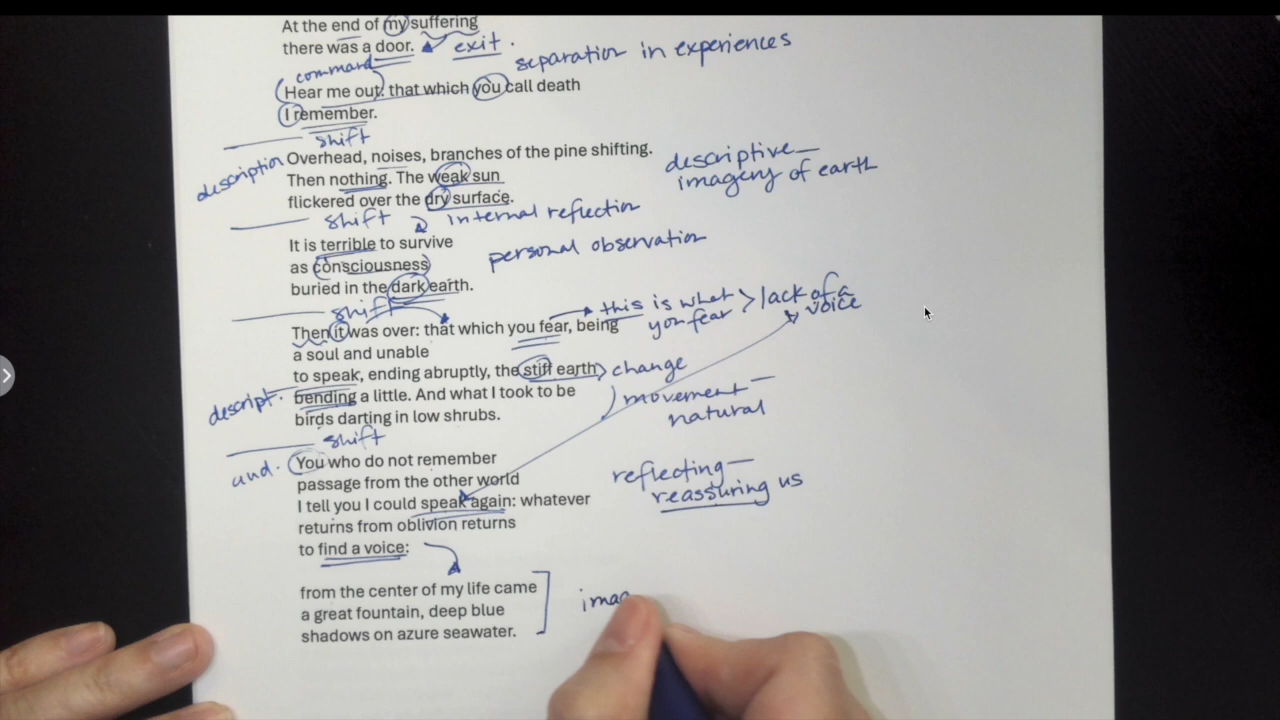 At the end of my suffering
there was a door. exit.
command separation in experiences
Hear me out: that which you call death
I remember.
shift
description Overhead, noises, branches of the pine shifting. descriptive—
Then nothing. The weak sun imagery of earth
flickered over the dry surface.
shift internal reflection
It is terrible to survive personal observation
as consciousness
buried in the dark earth.
shift this is what > lack of a
Then it was over: that which you fear, being you fear voice
a soul and unable
to speak, ending abruptly, the stiff earth > change
descript. bending a little. And what I took to be movement—
birds darting in low shrubs. natural
shift
aud. You who do not remember reflecting—
passage from the other world reassuring us
I tell you I could speak again: whatever
returns from oblivion returns
to find a voice:
from the center of my life came
a great fountain, deep blue imag
shadows on azure seawater.